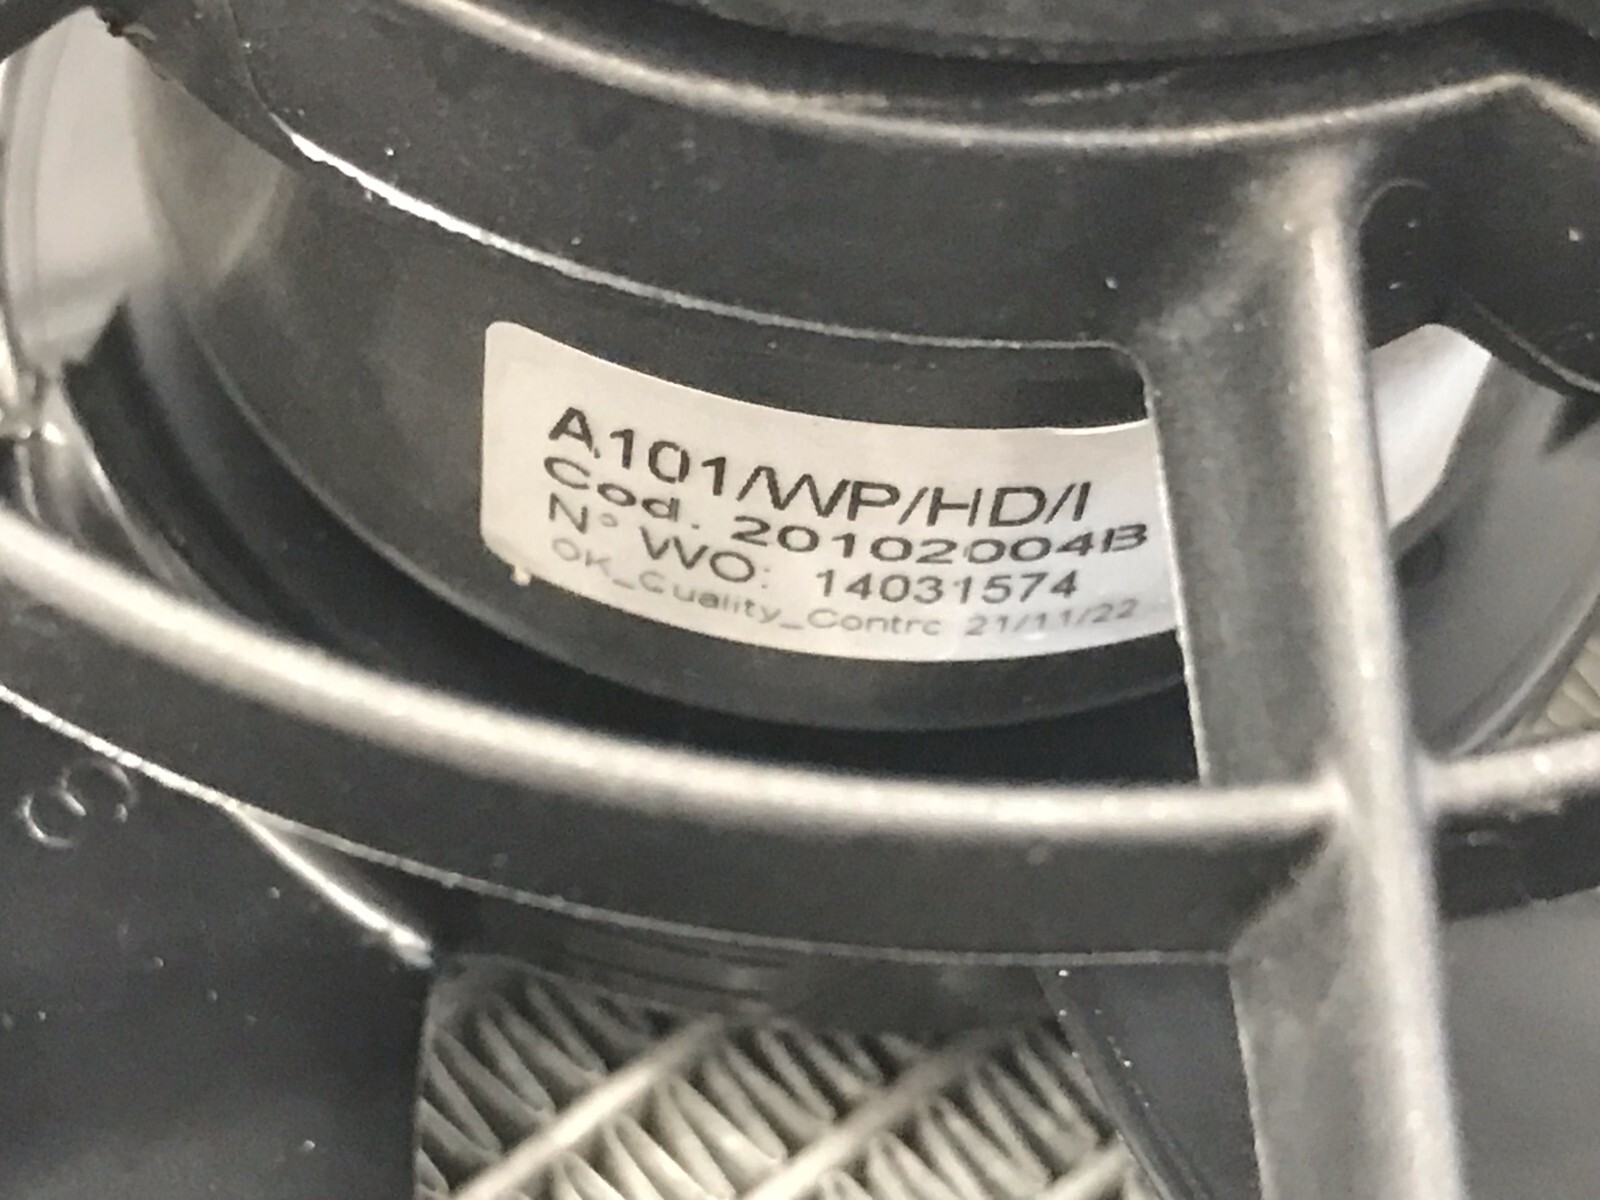 A101/WP/HD/I
Cod. 20102004B
N° WO: 14031574
OK_Quality_Contrc 21/11/22